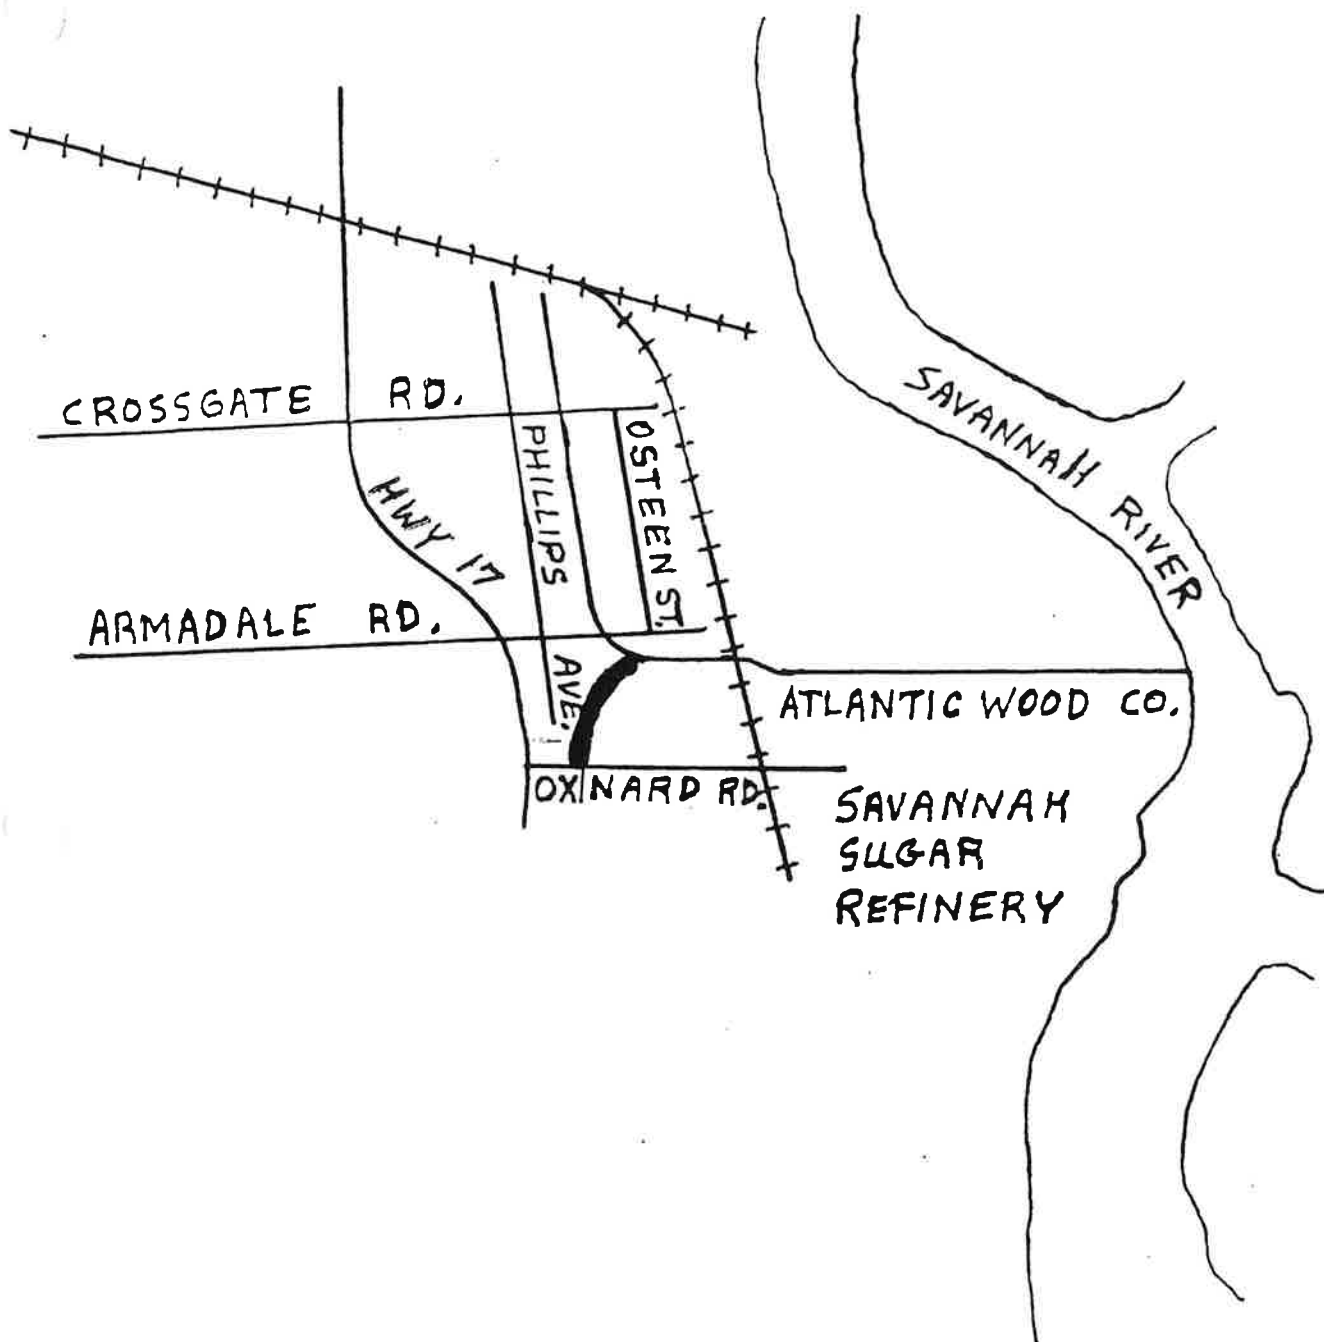 CROSSGATE RD.
SAVANNAH RIVER
PHILLIPS AVE.
OSTEEN ST.
HWY 17
ARMADALE RD.
ATLANTIC WOOD CO.
OXNARD RD.
SAVANNAH
SUGAR
REFINERY